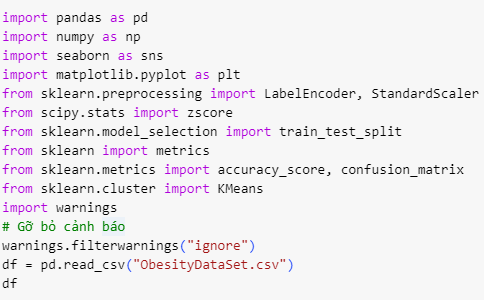 import pandas as pd
import numpy as np
import seaborn as sns
import matplotlib.pyplot as plt
from sklearn.preprocessing import LabelEncoder, StandardScaler
from scipy.stats import zscore
from sklearn.model_selection import train_test_split
from sklearn import metrics
from sklearn.metrics import accuracy_score, confusion_matrix
from sklearn.cluster import KMeans
import warnings
# Gỡ bỏ cảnh báo
warnings.filterwarnings("ignore")
df = pd.read_csv("ObesityDataSet.csv")
df